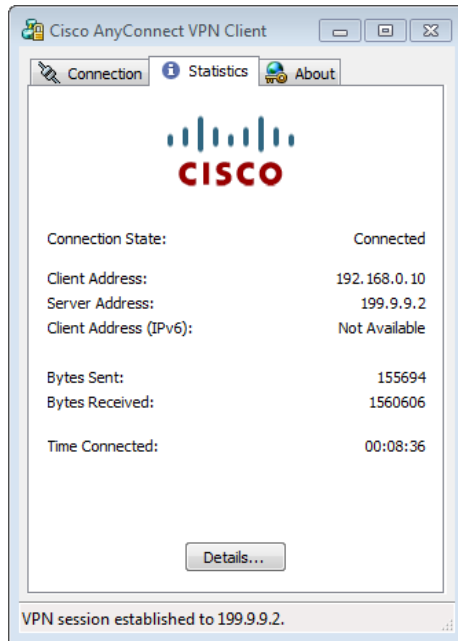 Cisco AnyConnect VPN Client
Connection Statistics About
CISCO
Connection State: Connected
Client Address: 192.168.0.10
Server Address: 199.9.9.2
Client Address (IPv6): Not Available
Bytes Sent: 155694
Bytes Received: 1560606
Time Connected: 00:08:36
Details...
VPN session established to 199.9.9.2.